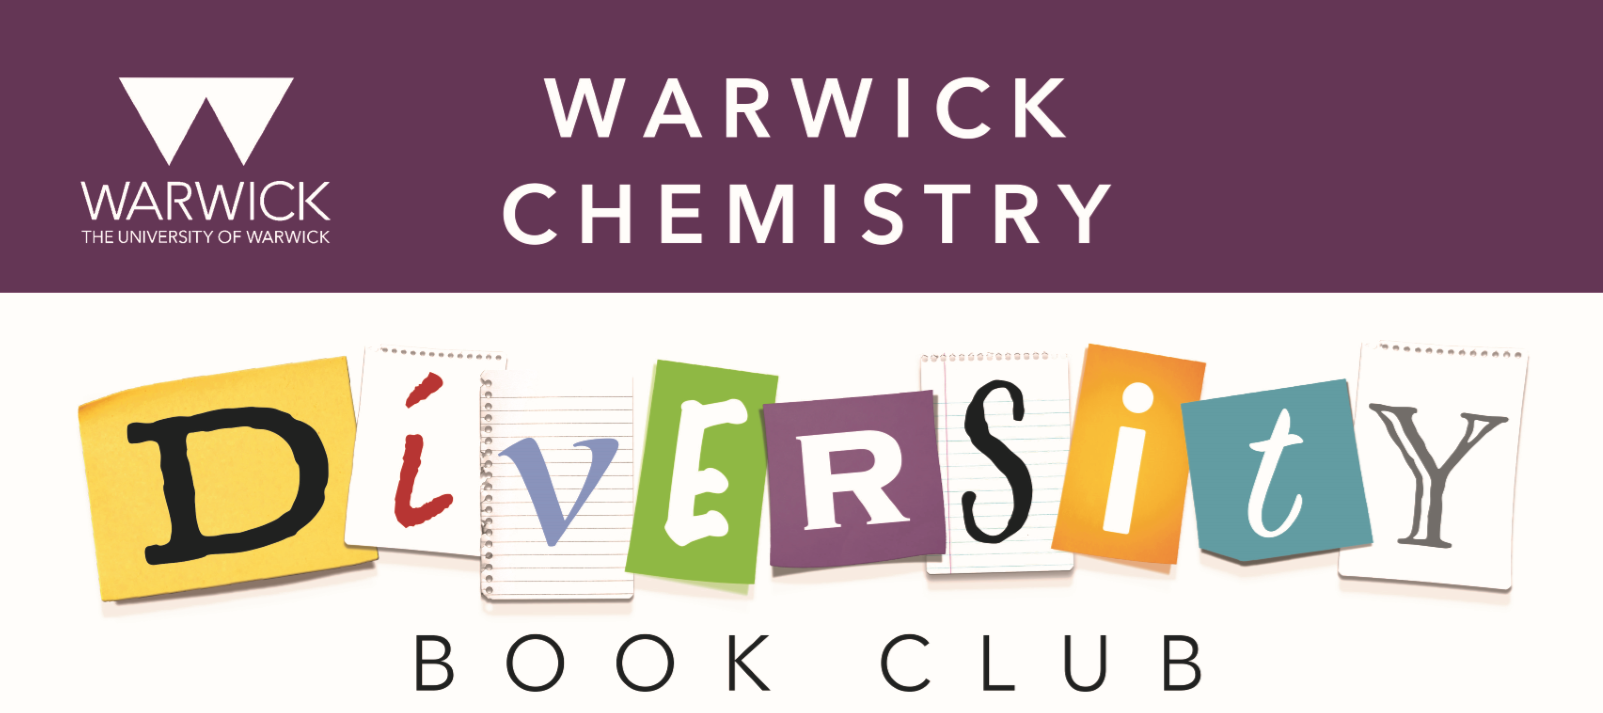 WARWICK
THE UNIVERSITY OF WARWICK
WARWICK
CHEMISTRY
DivERSitY
BOOK CLUB